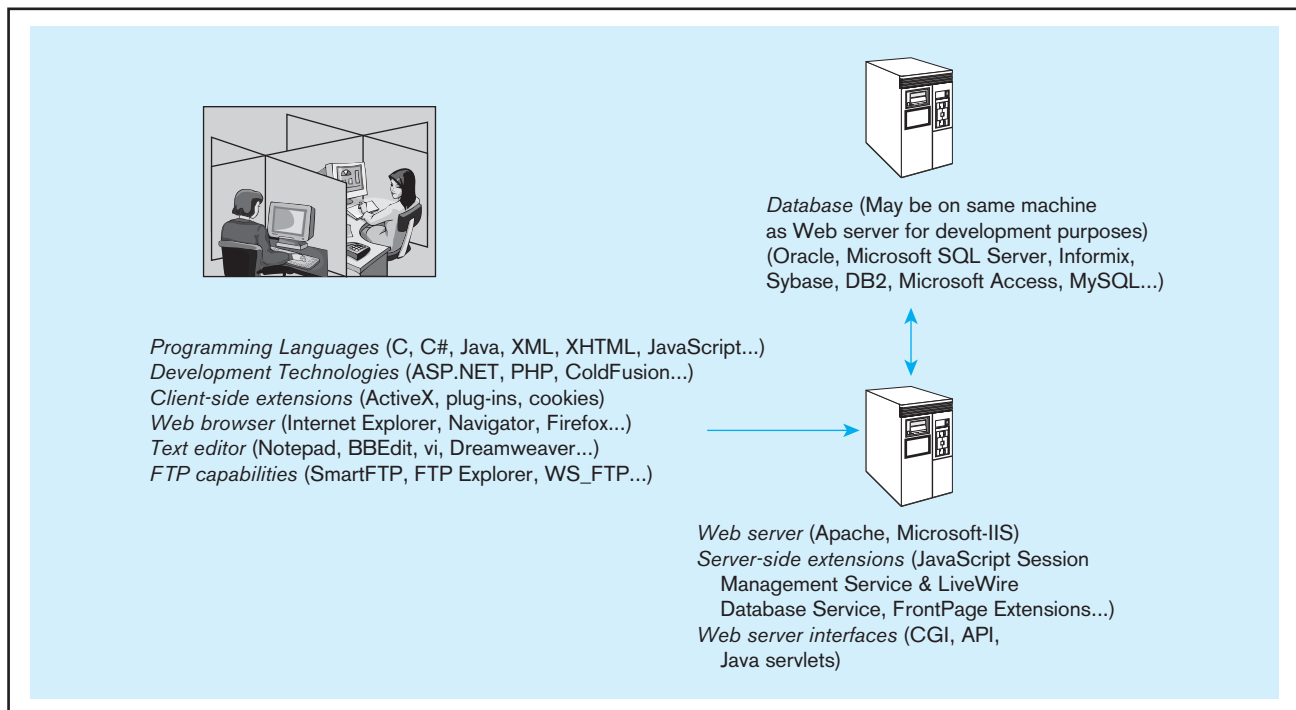 Database (May be on same machine
as Web server for development purposes)
(Oracle, Microsoft SQL Server, Informix,
Sybase, DB2, Microsoft Access, MySQL...)
Programming Languages (C, C#, Java, XML, XHTML, JavaScript...)
Development Technologies (ASP.NET, PHP, ColdFusion...)
Client-side extensions (ActiveX, plug-ins, cookies)
Web browser (Internet Explorer, Navigator, Firefox...)
Text editor (Notepad, BBEdit, vi, Dreamweaver...)
FTP capabilities (SmartFTP, FTP Explorer, WS_FTP...)
Web server (Apache, Microsoft-IIS)
Server-side extensions (JavaScript Session
Management Service & LiveWire
Database Service, FrontPage Extensions...)
Web server interfaces (CGI, API,
Java servlets)